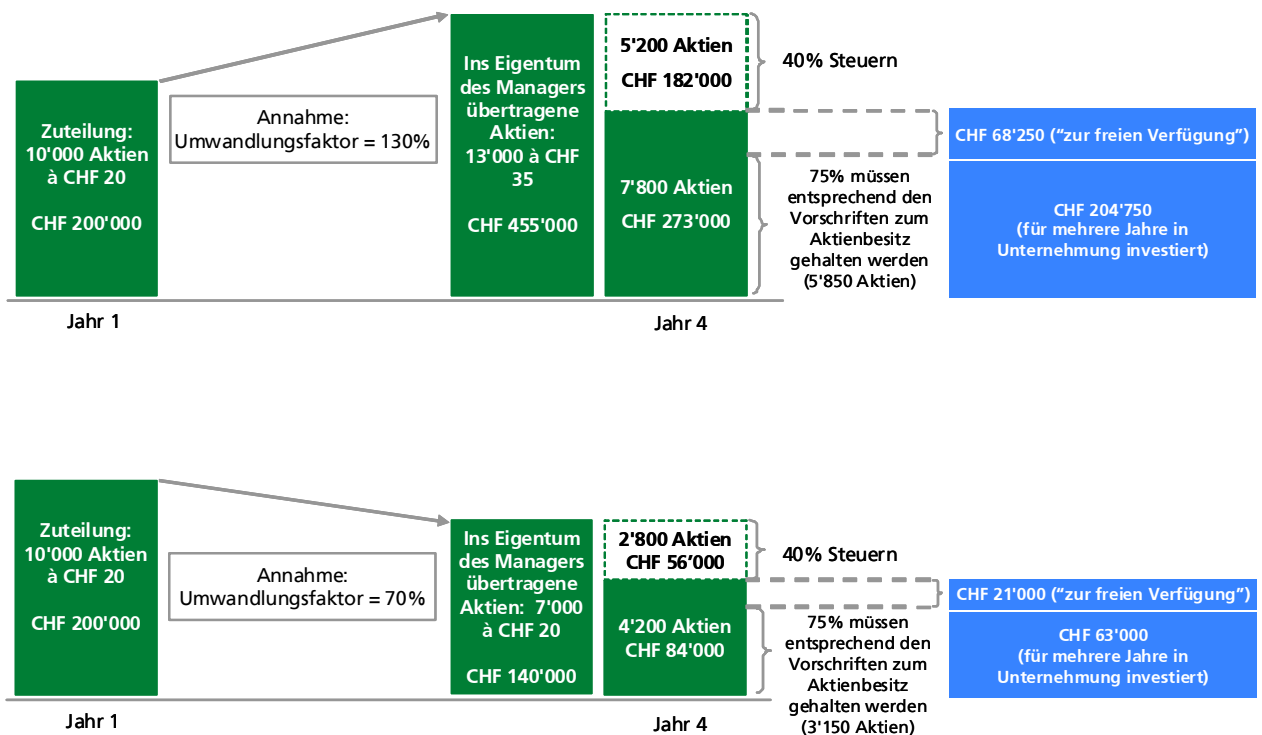 Zuteilung:
10'000 Aktien
à CHF 20
CHF 200'000
Annahme:
Umwandlungsfaktor = 130%
Ins Eigentum
des Managers
übertragene
Aktien:
13'000 à CHF
35
CHF 455'000
5'200 Aktien
CHF 182'000
40% Steuern
7'800 Aktien
CHF 273'000
75% müssen
entsprechend den
Vorschriften zum
Aktienbesitz
gehalten werden
(5'850 Aktien)
CHF 68'250 (“zur freien Verfügung”)
CHF 204'750
(für mehrere Jahre in
Unternehmung investiert)
Jahr 1
Jahr 4
Zuteilung:
10'000 Aktien
à CHF 20
CHF 200'000
Annahme:
Umwandlungsfaktor = 70%
Ins Eigentum
des Managers
übertragene
Aktien: 7'000
à CHF 20
CHF 140'000
2'800 Aktien
CHF 56’000
40% Steuern
4'200 Aktien
CHF 84'000
75% müssen
entsprechend den
Vorschriften zum
Aktienbesitz
gehalten werden
(3'150 Aktien)
CHF 21'000 (“zur freien Verfügung”)
CHF 63'000
(für mehrere Jahre in
Unternehmung investiert)
Jahr 1
Jahr 4